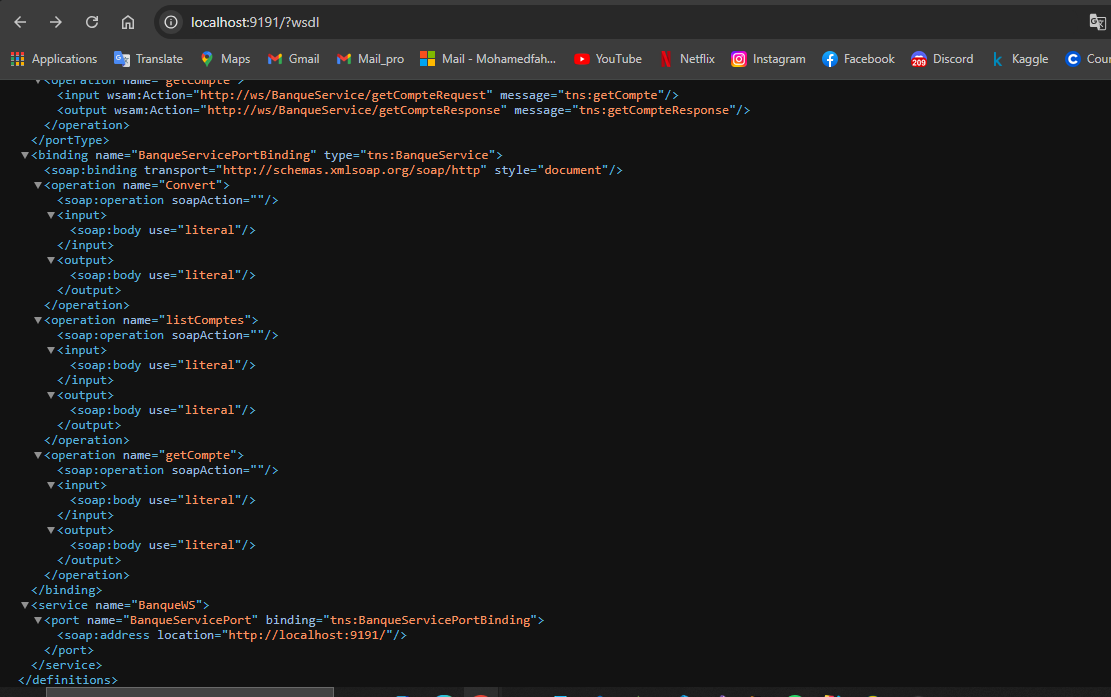 localhost:9191/?wsdl
Applications Translate Maps Gmail Mail_pro Mail - Mohamedfah... YouTube Netflix Instagram Facebook 209 Discord Kaggle Cour
<operation name="getCompte">
<input wsam:Action="http://ws/BanqueService/getCompteRequest" message="tns:getCompte"/>
<output wsam:Action="http://ws/BanqueService/getCompteResponse" message="tns:getCompteResponse"/>
</operation>
</portType>
▼<binding name="BanqueServicePortBinding" type="tns:BanqueService">
<soap:binding transport="http://schemas.xmlsoap.org/soap/http" style="document"/>
▼<operation name="Convert">
<soap:operation soapAction=""/>
▼<input>
<soap:body use="literal"/>
</input>
▼<output>
<soap:body use="literal"/>
</output>
</operation>
▼<operation name="listComptes">
<soap:operation soapAction=""/>
▼<input>
<soap:body use="literal"/>
</input>
▼<output>
<soap:body use="literal"/>
</output>
</operation>
▼<operation name="getCompte">
<soap:operation soapAction=""/>
▼<input>
<soap:body use="literal"/>
</input>
▼<output>
<soap:body use="literal"/>
</output>
</operation>
</binding>
▼<service name="BanqueWS">
▼<port name="BanqueServicePort" binding="tns:BanqueServicePortBinding">
<soap:address location="http://localhost:9191/"/>
</port>
</service>
</definitions>